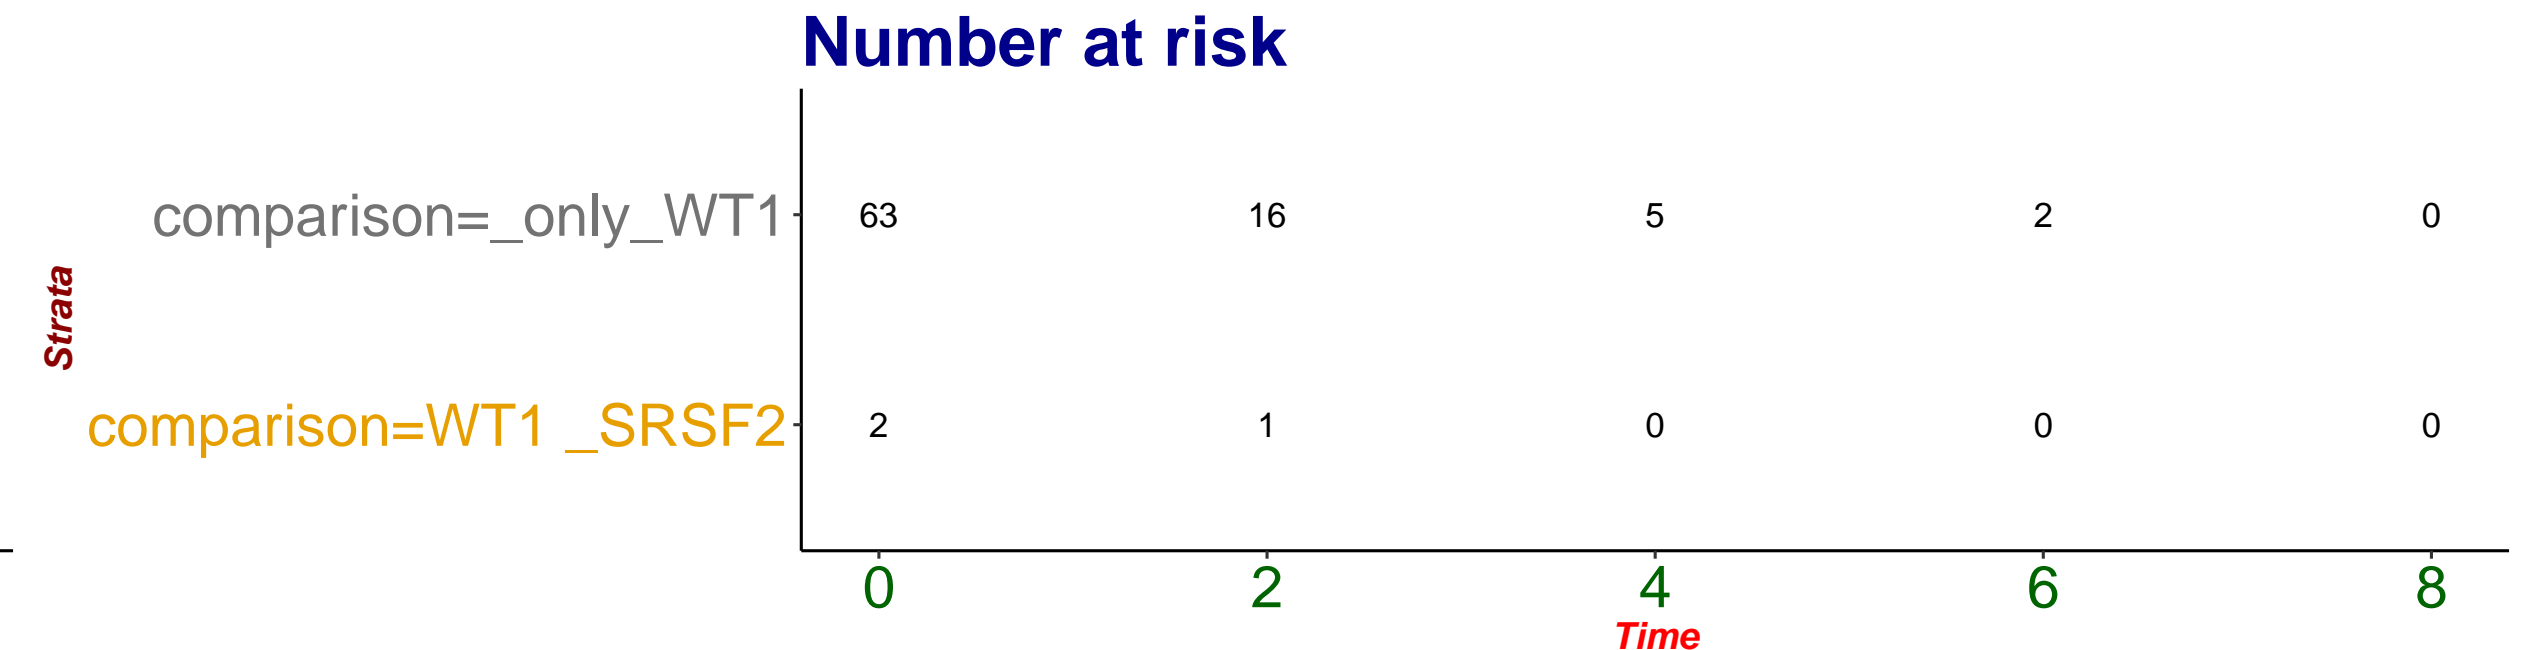 Number at risk
comparison=_only_WT1 63 16 5 2 0
Strata
comparison=WT1 _SRSF2 2 1 0 0 0
0 2 4 6 8
Time